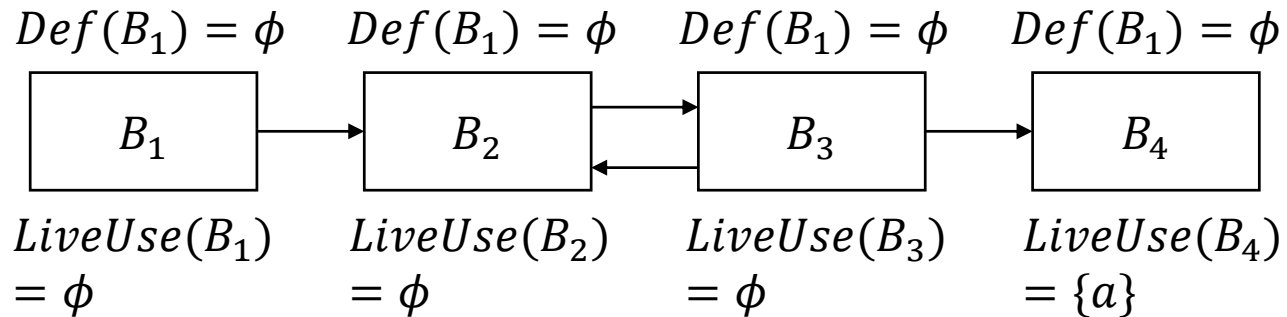 Def(B₁) = ϕ Def(B₁) = ϕ Def(B₁) = ϕ Def(B₁) = ϕ
B₁ B₂ B₃ B₄
LiveUse(B₁) LiveUse(B₂) LiveUse(B₃) LiveUse(B₄)
= ϕ = ϕ = ϕ = {a}